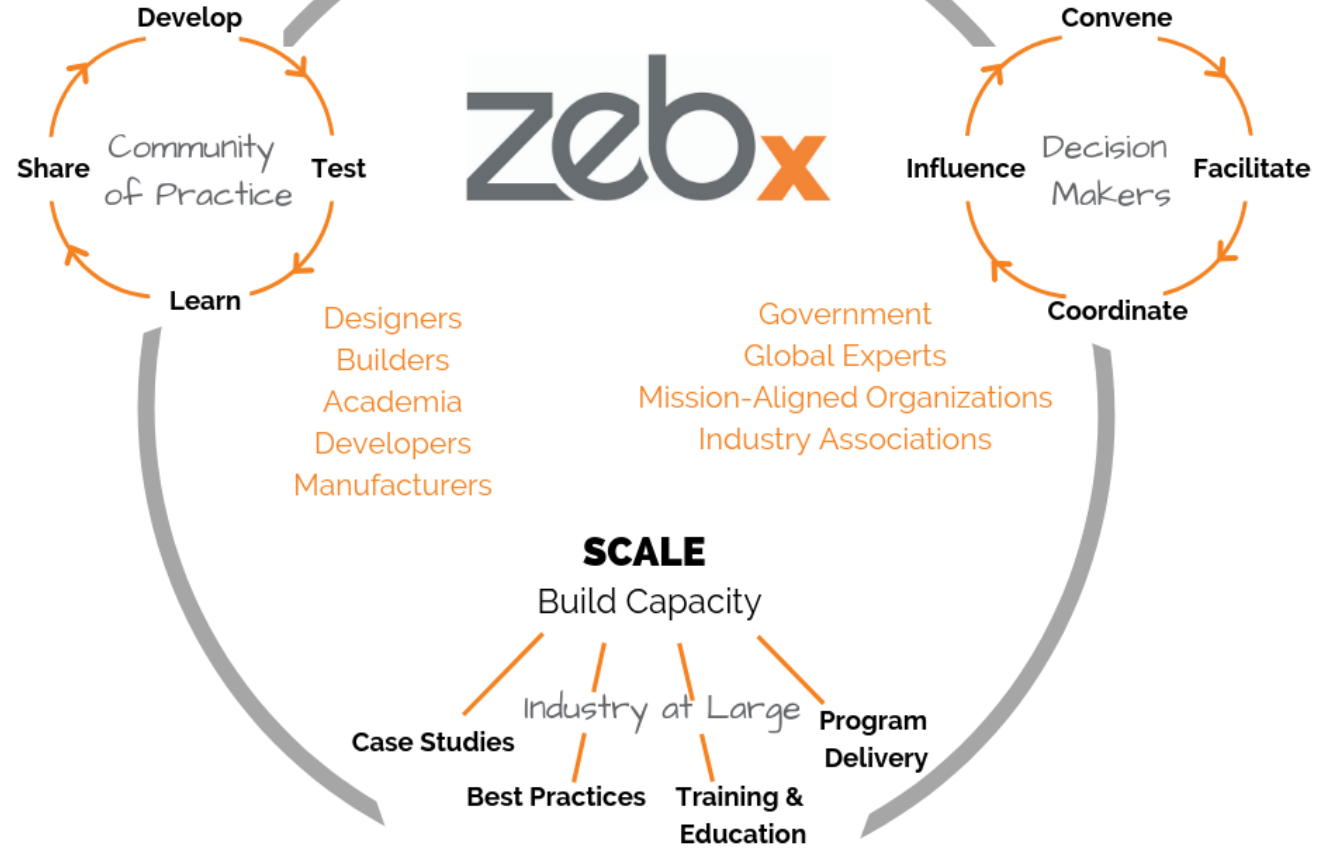 Develop
Share
Community
of Practice
Test
Learn
zebx
Convene
Influence
Decision
Makers
Facilitate
Coordinate
Designers
Builders
Academia
Developers
Manufacturers
Government
Global Experts
Mission-Aligned Organizations
Industry Associations
SCALE
Build Capacity
Industry at Large
Case Studies
Best Practices
Training &
Education
Program
Delivery